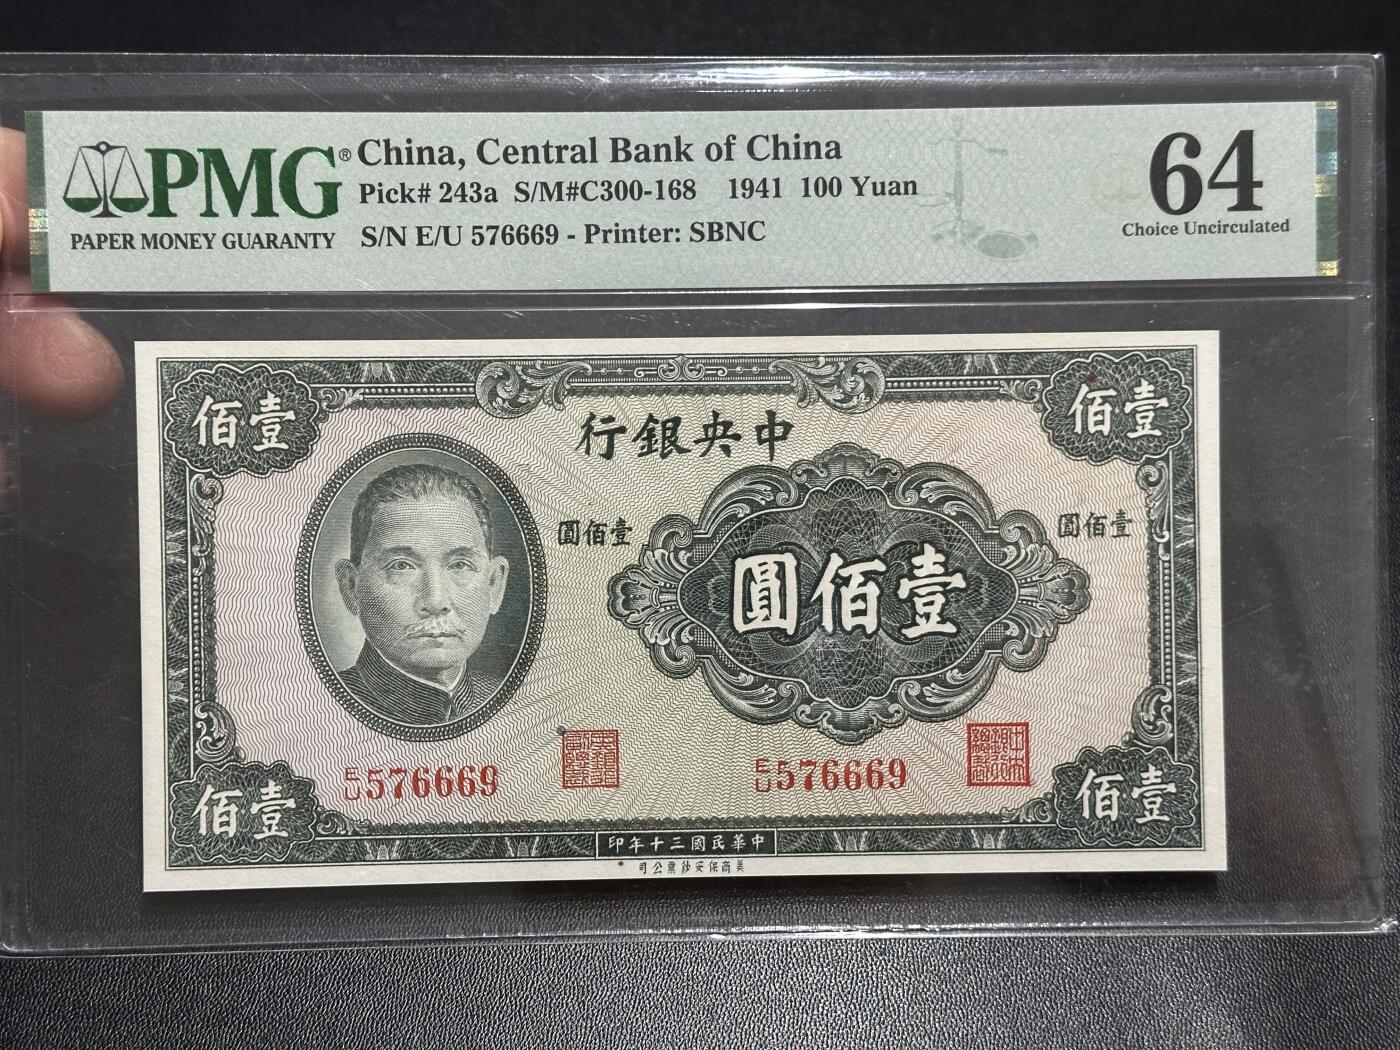 PMG®
PAPER MONEY GUARANTY
China, Central Bank of China
Pick# 243a S/M#C300-168 1941 100 Yuan
S/N E/U 576669 - Printer: SBNC
64
Choice Uncirculated
佰壹
行銀央中
佰壹
圓佰壹
圓佰壹
圓佰壹
E/U 576669
E/U 576669
佰壹
佰壹
印年十三國民華中
司公票鈔安保商美